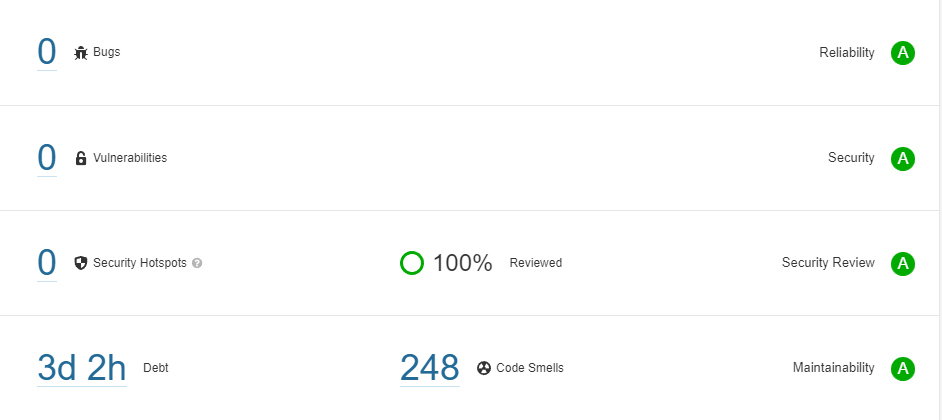 0 Bugs Reliability A
0 Vulnerabilities Security A
0 Security Hotspots ? 100% Reviewed Security Review A
3d 2h Debt 248 Code Smells Maintainability A